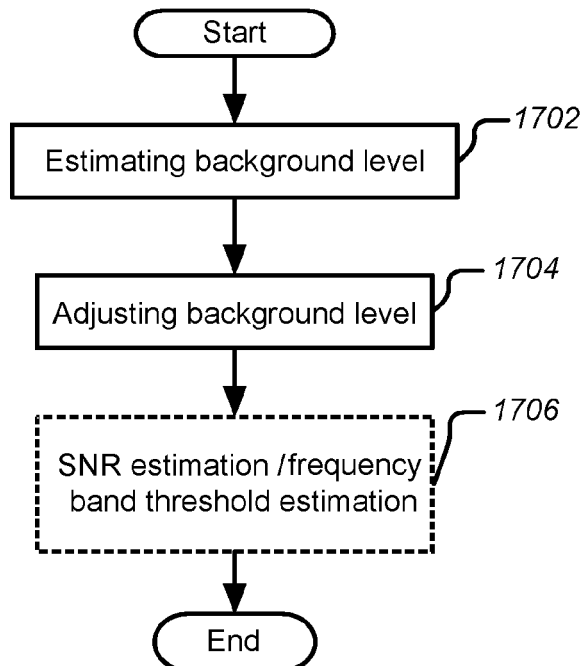 Start
1702
Estimating background level
1704
Adjusting background level
1706
SNR estimation /frequency
band threshold estimation
End